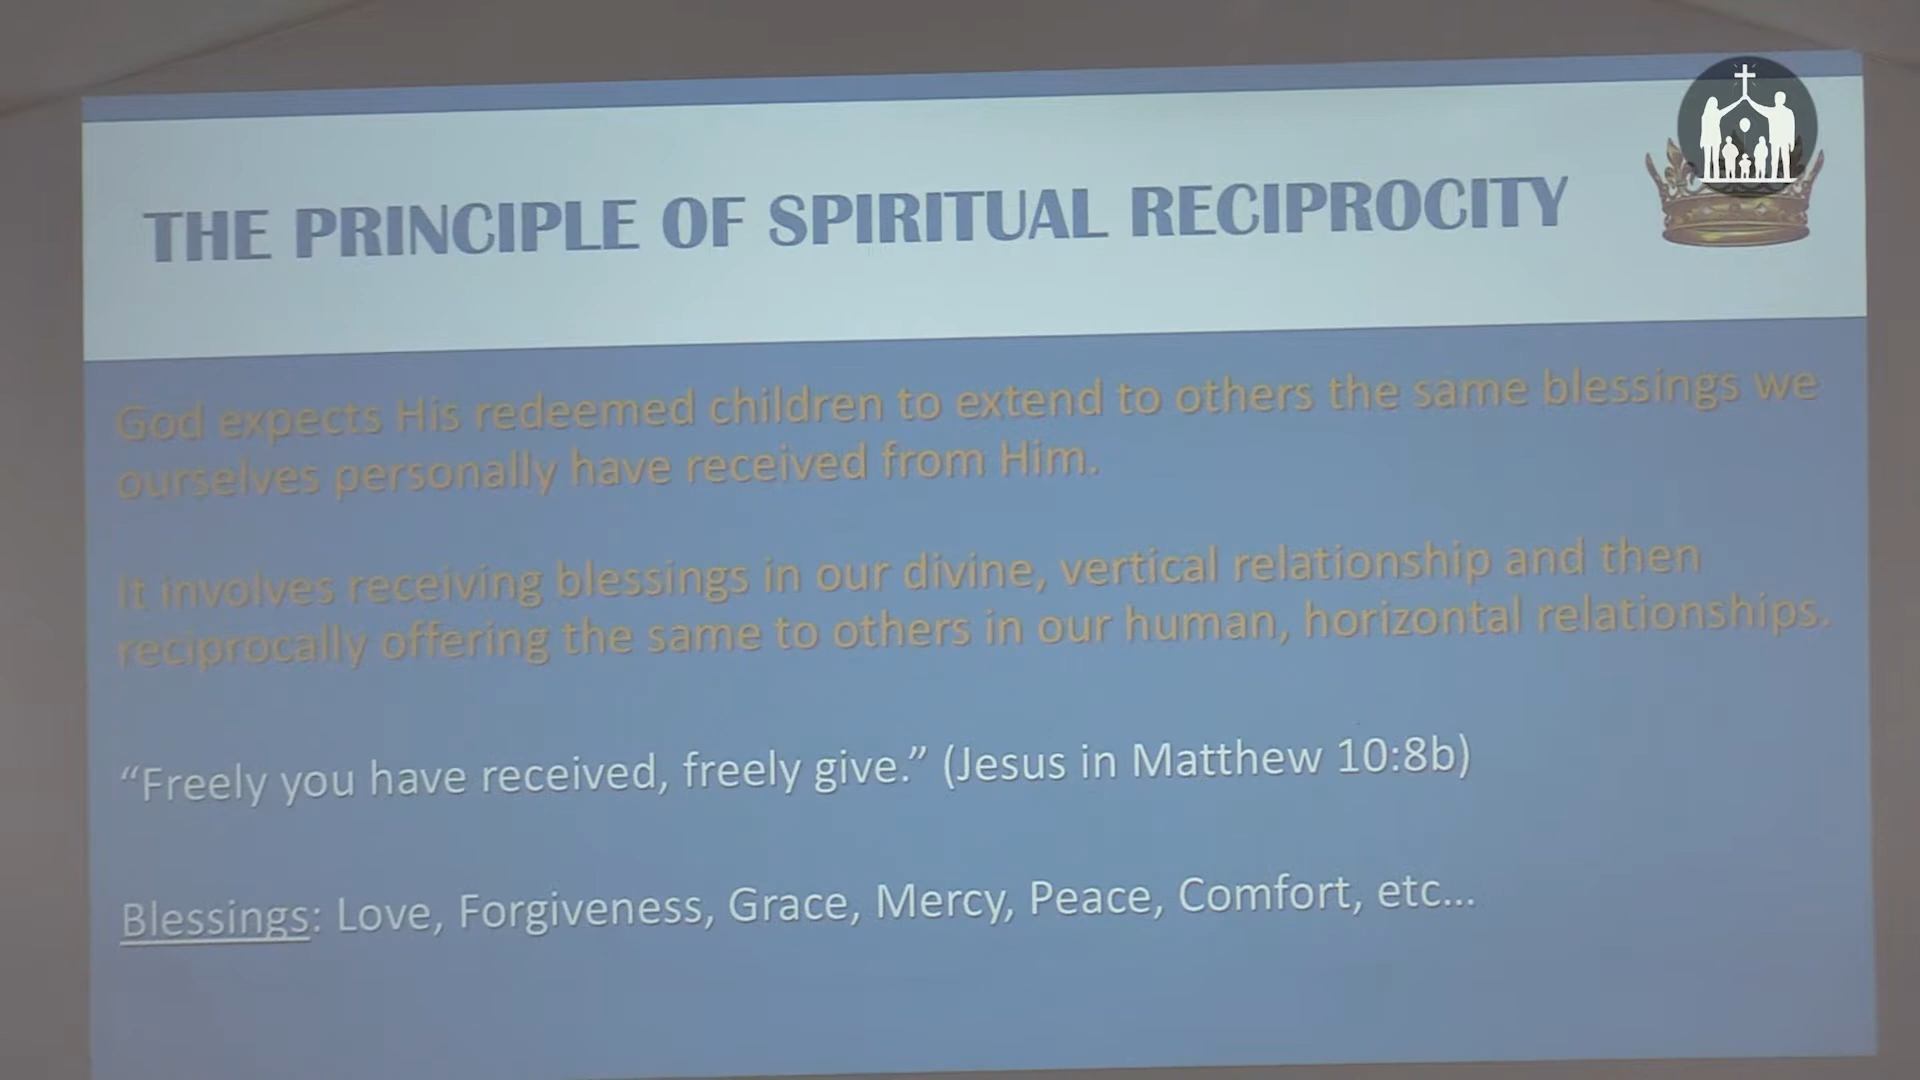 THE PRINCIPLE OF SPIRITUAL RECIPROCITY
God expects His redeemed children to extend to others the same blessings we
ourselves personally have received from Him.
It involves receiving blessings in our divine, vertical relationship and then
reciprocally offering the same to others in our human, horizontal relationships.
“Freely you have received, freely give.” (Jesus in Matthew 10:8b)
Blessings: Love, Forgiveness, Grace, Mercy, Peace, Comfort, etc...